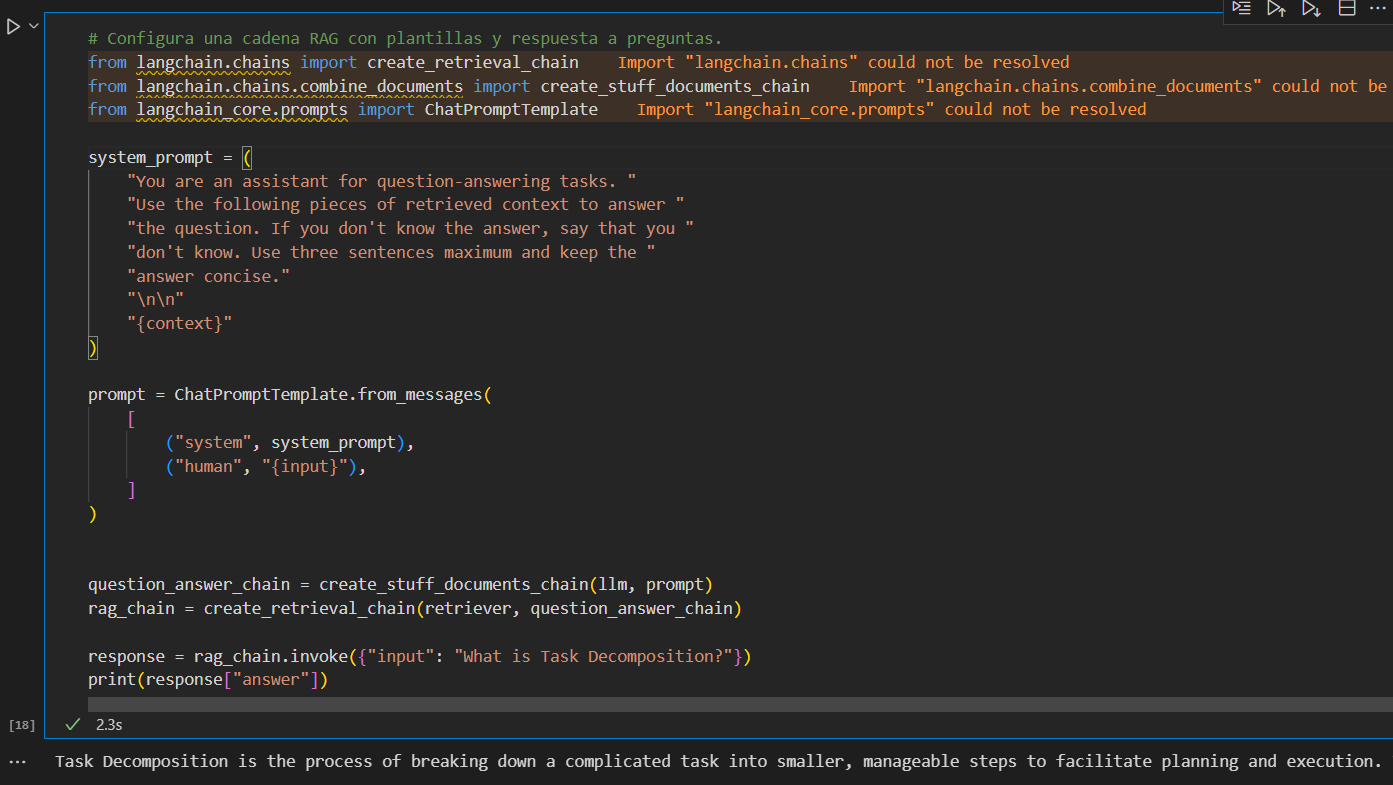 # Configura una cadena RAG con plantillas y respuesta a preguntas.
from langchain.chains import create_retrieval_chain    Import "langchain.chains" could not be resolved
from langchain.chains.combine_documents import create_stuff_documents_chain    Import "langchain.chains.combine_documents" could not be
from langchain_core.prompts import ChatPromptTemplate    Import "langchain_core.prompts" could not be resolved
system_prompt = (
    "You are an assistant for question-answering tasks. "
    "Use the following pieces of retrieved context to answer "
    "the question. If you don't know the answer, say that you "
    "don't know. Use three sentences maximum and keep the "
    "answer concise."
    "\n\n"
    "{context}"
)
prompt = ChatPromptTemplate.from_messages(
    [
        ("system", system_prompt),
        ("human", "{input}"),
    ]
)
question_answer_chain = create_stuff_documents_chain(llm, prompt)
rag_chain = create_retrieval_chain(retriever, question_answer_chain)
response = rag_chain.invoke({"input": "What is Task Decomposition?"})
print(response["answer"])
[18] 2.3s
... Task Decomposition is the process of breaking down a complicated task into smaller, manageable steps to facilitate planning and execution.